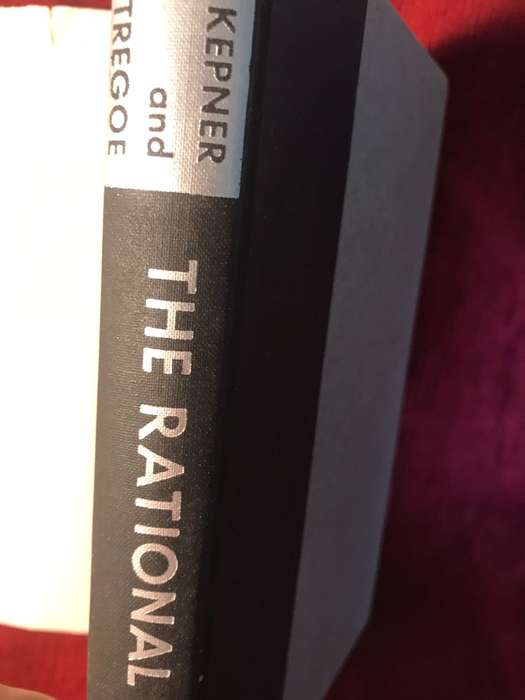 KEPNER
and
TREGOE
THE RATIONAL